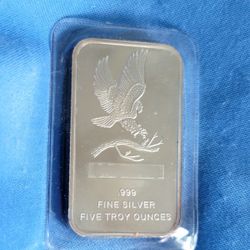 .999
FINE SILVER
FIVE TROY OUNCES